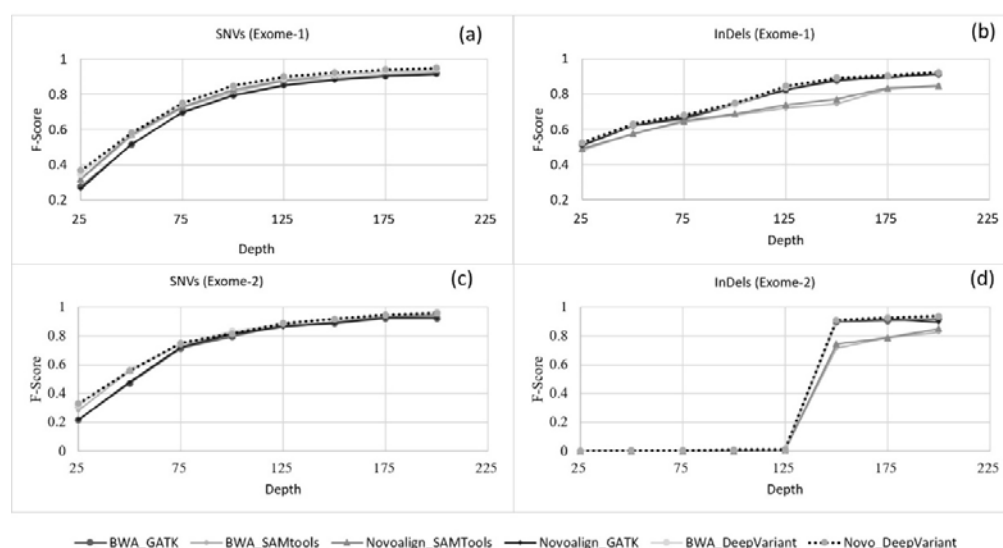 SNVs (Exome-1)
(a)
1
0.8
0.6
0.4
0.2
F-Score
25 75 125 175 225
Depth
InDels (Exome-1)
(b)
1
0.8
0.6
0.4
0.2
F-Score
25 75 125 175 225
Depth
SNVs (Exome-2)
(c)
1
0.8
0.6
0.4
0.2
0
F-Score
25 75 125 175 225
Depth
InDels (Exome-2)
(d)
1
0.8
0.6
0.4
0.2
0
F-Score
25 75 125 175 225
Depth
BWA_GATK BWA_SAMtools Novoalign_SAMTools Novoalign_GATK BWA_DeepVariant Novo_DeepVariant